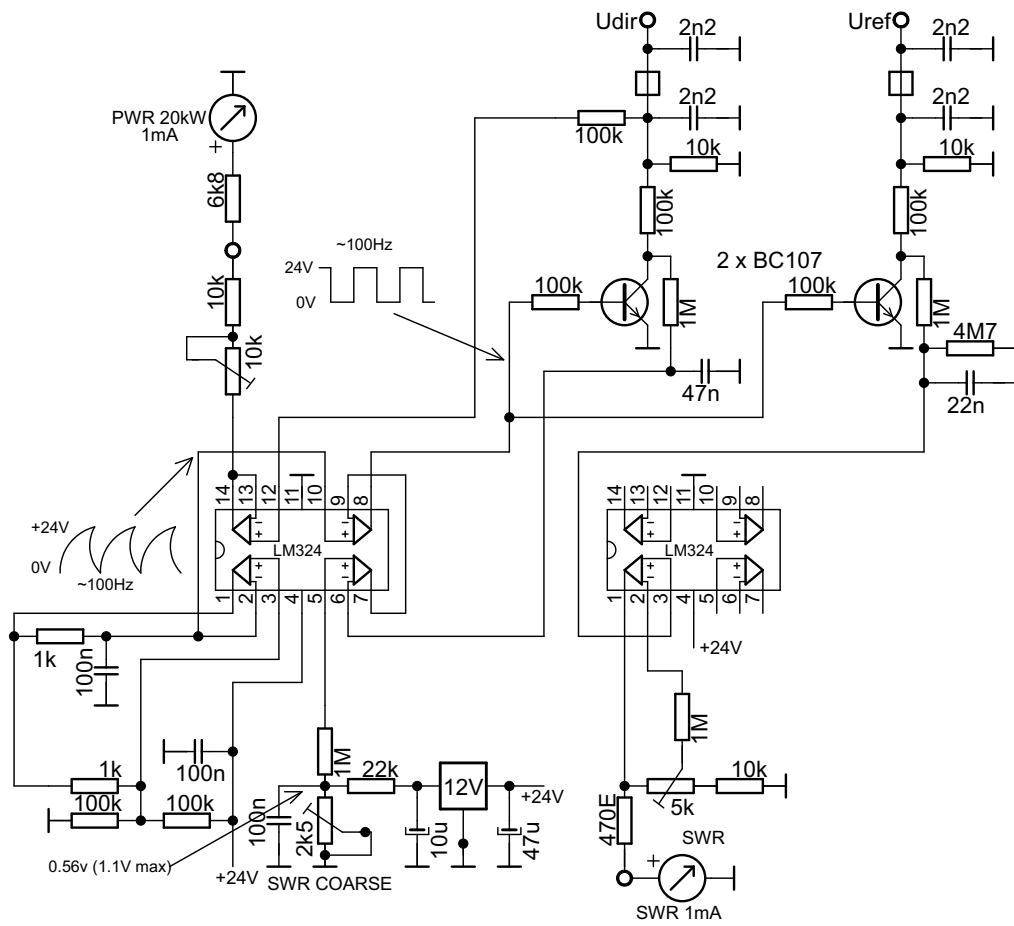 Udir
2n2
Uref
2n2
PWR 20kW
1mA
+
2n2
100k
2n2
10k
10k
6k8
100k
100k
~100Hz
24V
0V
2 x BC107
100k
100k
10k
1M
1M
10k
4M7
47n
22n
14 13 12 11 10 9 8
14 13 12 11 10 9 8
+24V
0V
~100Hz
- + - +
LM324
+ - + -
- + - +
LM324
+ - + -
1 2 3 4 5 6 7
1 2 3 4 5 6 7
+24V
1k
100n
1M
1M
100n
22k
12V
+24V
1k
100k
100k
10k
5k
100n
2k5
10u
47u
470E
SWR
0.56v (1.1V max)
+24V
SWR COARSE
+
SWR 1mA